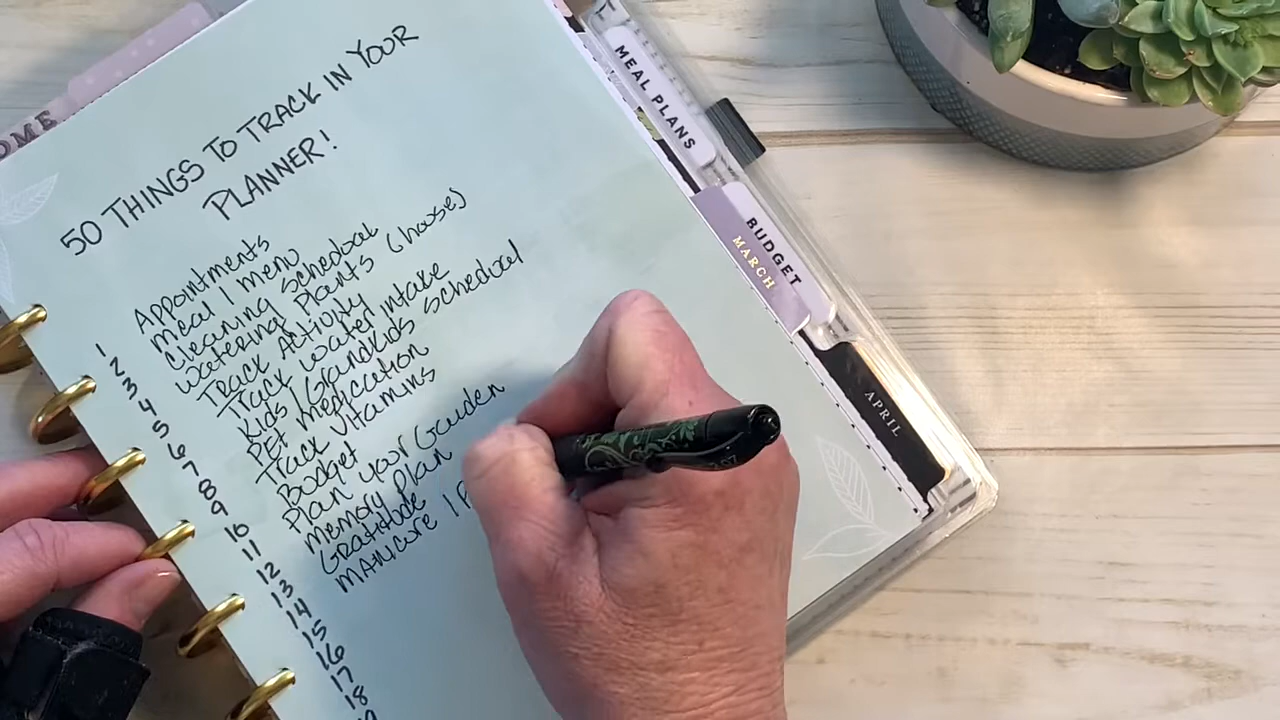 OME
50 THINGS TO TRACK IN YOUR
PLANNER!
1 Appointments
2 Meal | menu
3 Cleaning Schedual
4 Watering Plants (house)
5 Track Activity
6 Track water intake
7 Kids | Grandkids Schedual
8 Pet Medication
9 Track Vitamins
10 Budget
11 Plan your Garden
12 Memory Plan
13 Gratitude
14 MANicure | P
15
16
17
18
MEAL PLANS
BUDGET
MARCH
APRIL